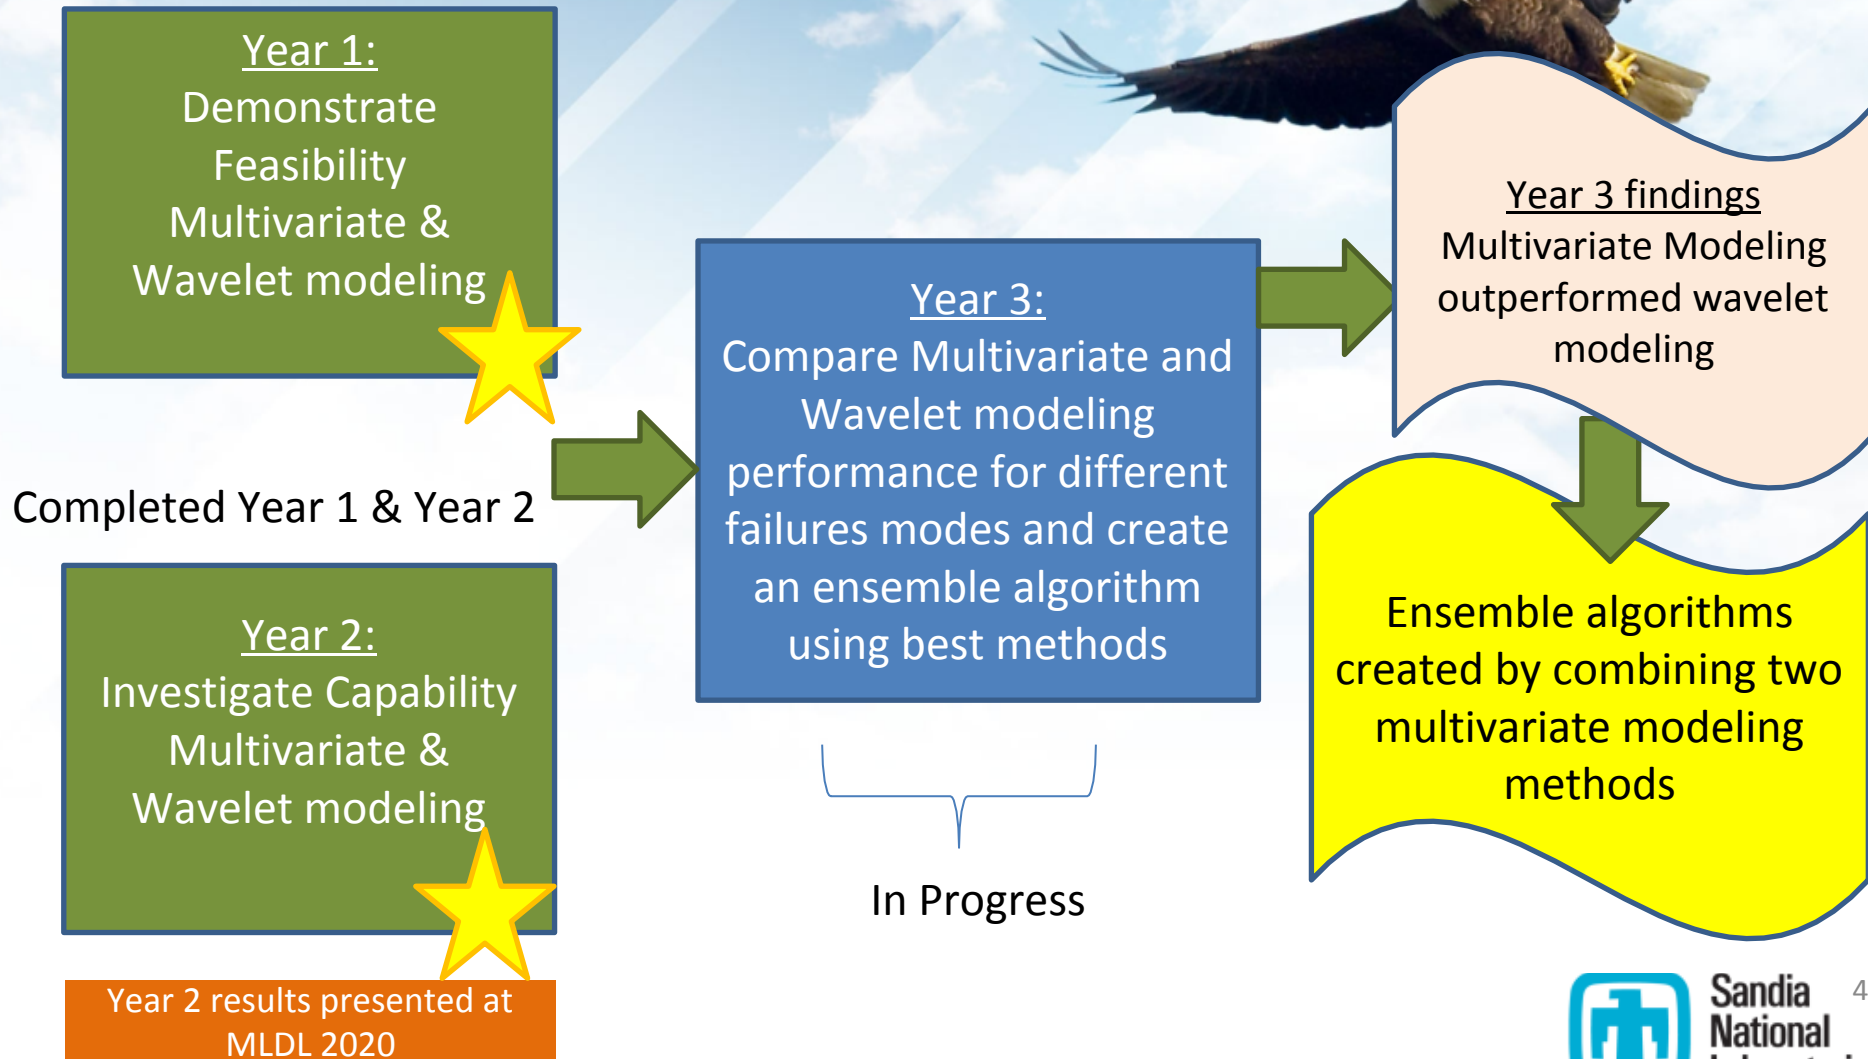 Year 1:
Demonstrate
Feasibility
Multivariate &
Wavelet modeling
Completed Year 1 & Year 2
Year 2:
Investigate Capability
Multivariate &
Wavelet modeling
Year 2 results presented at
MLDL 2020
Year 3:
Compare Multivariate and
Wavelet modeling
performance for different
failures modes and create
an ensemble algorithm
using best methods
In Progress
Year 3 findings
Multivariate Modeling
outperformed wavelet
modeling
Ensemble algorithms
created by combining two
multivariate modeling
methods
Sandia
National
4